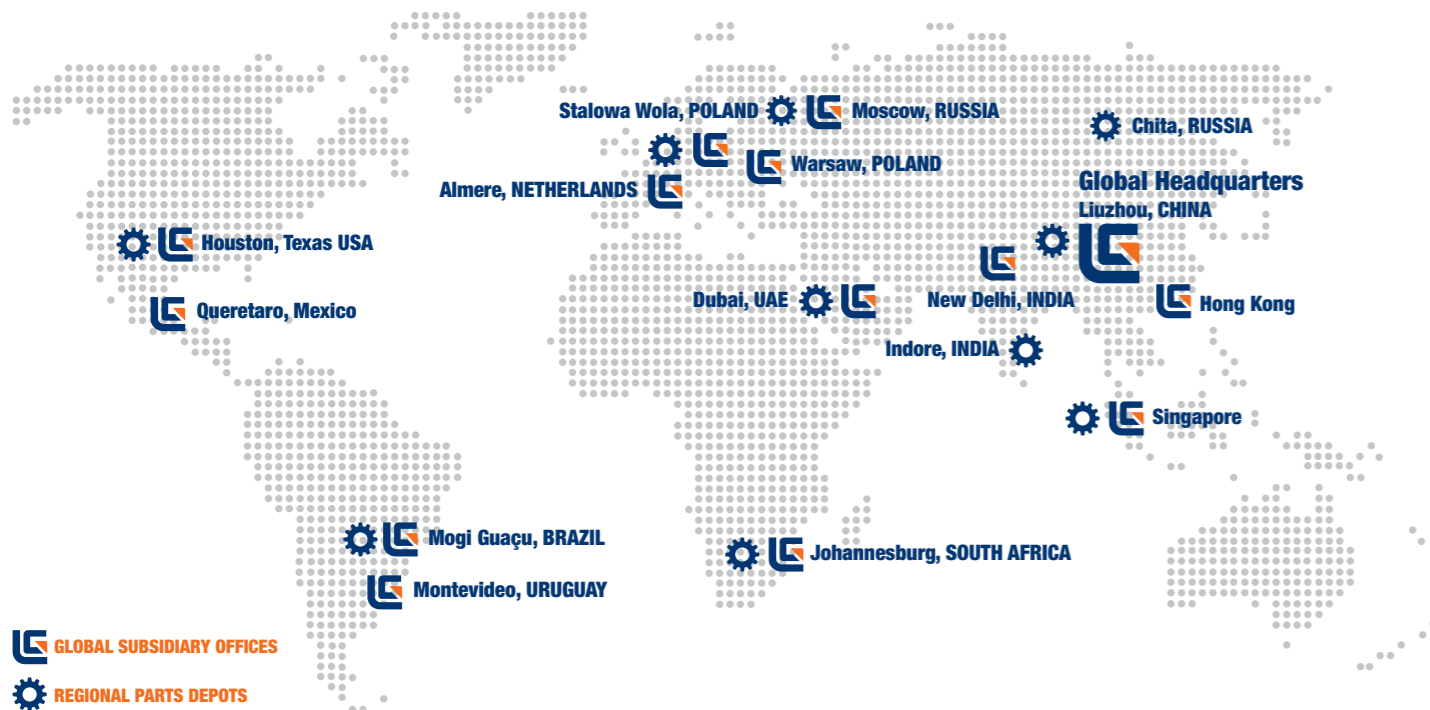 Stalowa Wola, POLAND
Moscow, RUSSIA
Chita, RUSSIA
Warsaw, POLAND
Almere, NETHERLANDS
Global Headquarters
Liuzhou, CHINA
Houston, Texas USA
Queretaro, Mexico
Dubai, UAE
New Delhi, INDIA
Hong Kong
Indore, INDIA
Singapore
Mogi Guaçu, BRAZIL
Johannesburg, SOUTH AFRICA
Montevideo, URUGUAY
GLOBAL SUBSIDIARY OFFICES
REGIONAL PARTS DEPOTS